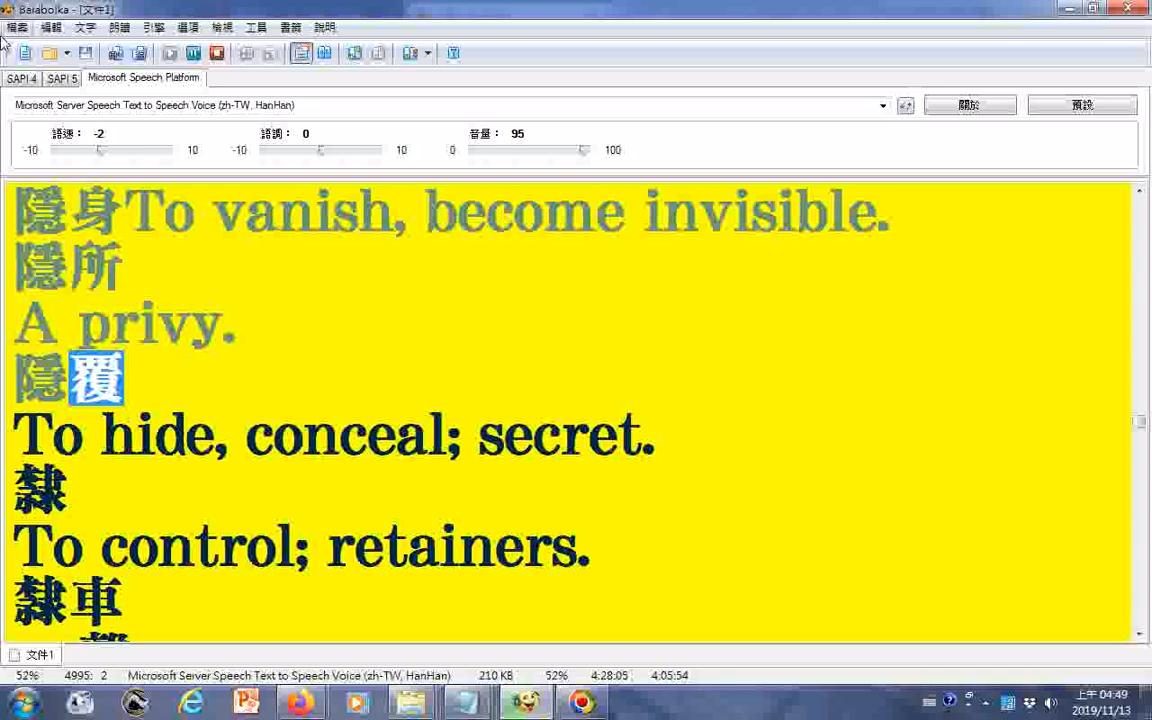 Balabolka - [文件1]
檔案 編輯 文字 朗讀 引擎 選項 檢視 工具 書籤 說明
SAPI 4 SAPI 5 Microsoft Speech Platform
Microsoft Server Speech Text to Speech Voice (zh-TW, HanHan) 關於 預設
語速： -2 語調： 0 音量： 95
-10 10 -10 10 0 100
隱身To vanish, become invisible.
隱所
A privy.
隱覆
To hide, conceal; secret.
隸
To control; retainers.
隸車
文件1
52% 4995: 2 Microsoft Server Speech Text to Speech Voice (zh-TW, HanHan) 210 KB 52% 4:28:05 4:05:54
上午 04:49
2019/11/13